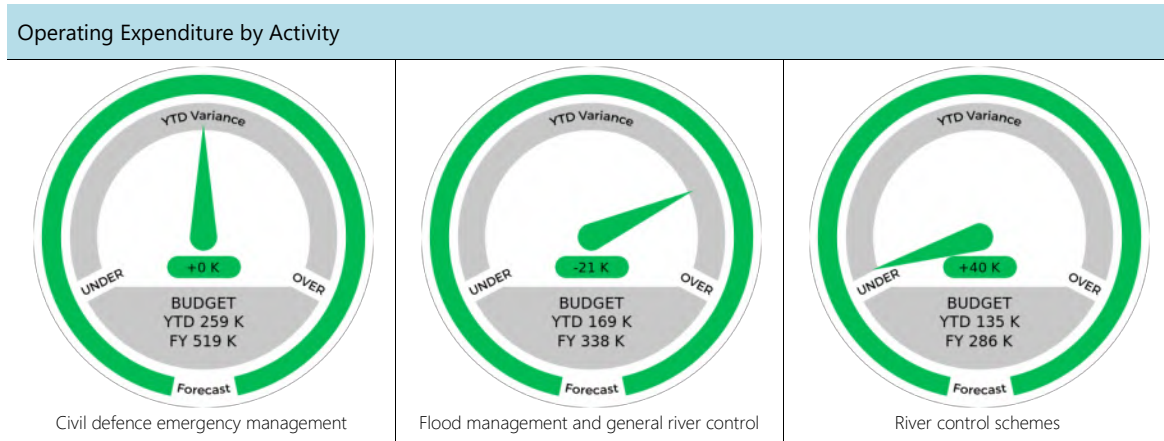 Operating Expenditure by Activity
YTD Variance
UNDER
OVER
+0 K
BUDGET
YTD 259 K
FY 519 K
Forecast
Civil defence emergency management
YTD Variance
UNDER
OVER
-21 K
BUDGET
YTD 169 K
FY 338 K
Forecast
Flood management and general river control
YTD Variance
UNDER
OVER
+40 K
BUDGET
YTD 135 K
FY 286 K
Forecast
River control schemes